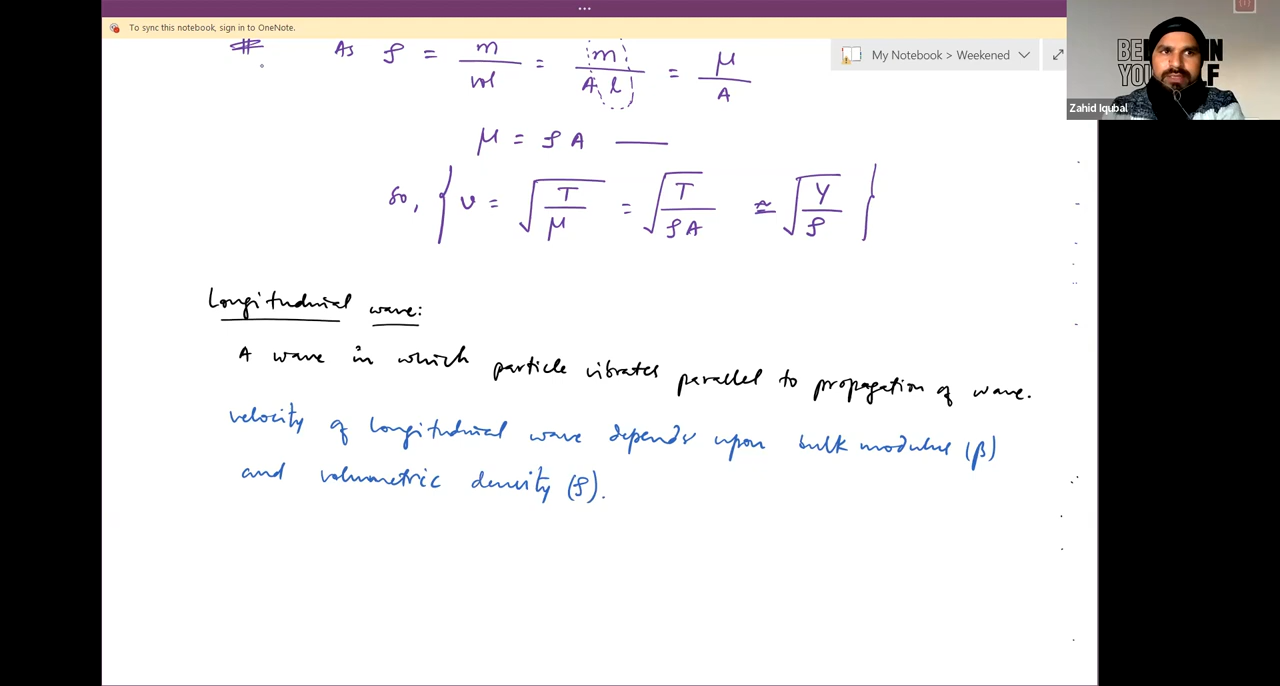 To sync this notebook, sign in to OneNote.
My Notebook > Weekened
# As ρ = m/vol = m/(A l) = μ/A
μ = ρ A
so, { v = √(T/μ) = √(T/(ρ A)) ≈ √(Y/ρ) }
Longitudinal wave:
A wave in which particle vibrates parallel to propagation of wave.
velocity of longitudinal wave depends upon bulk modulus (β)
and volumetric density (ρ).
Zahid Iqubal